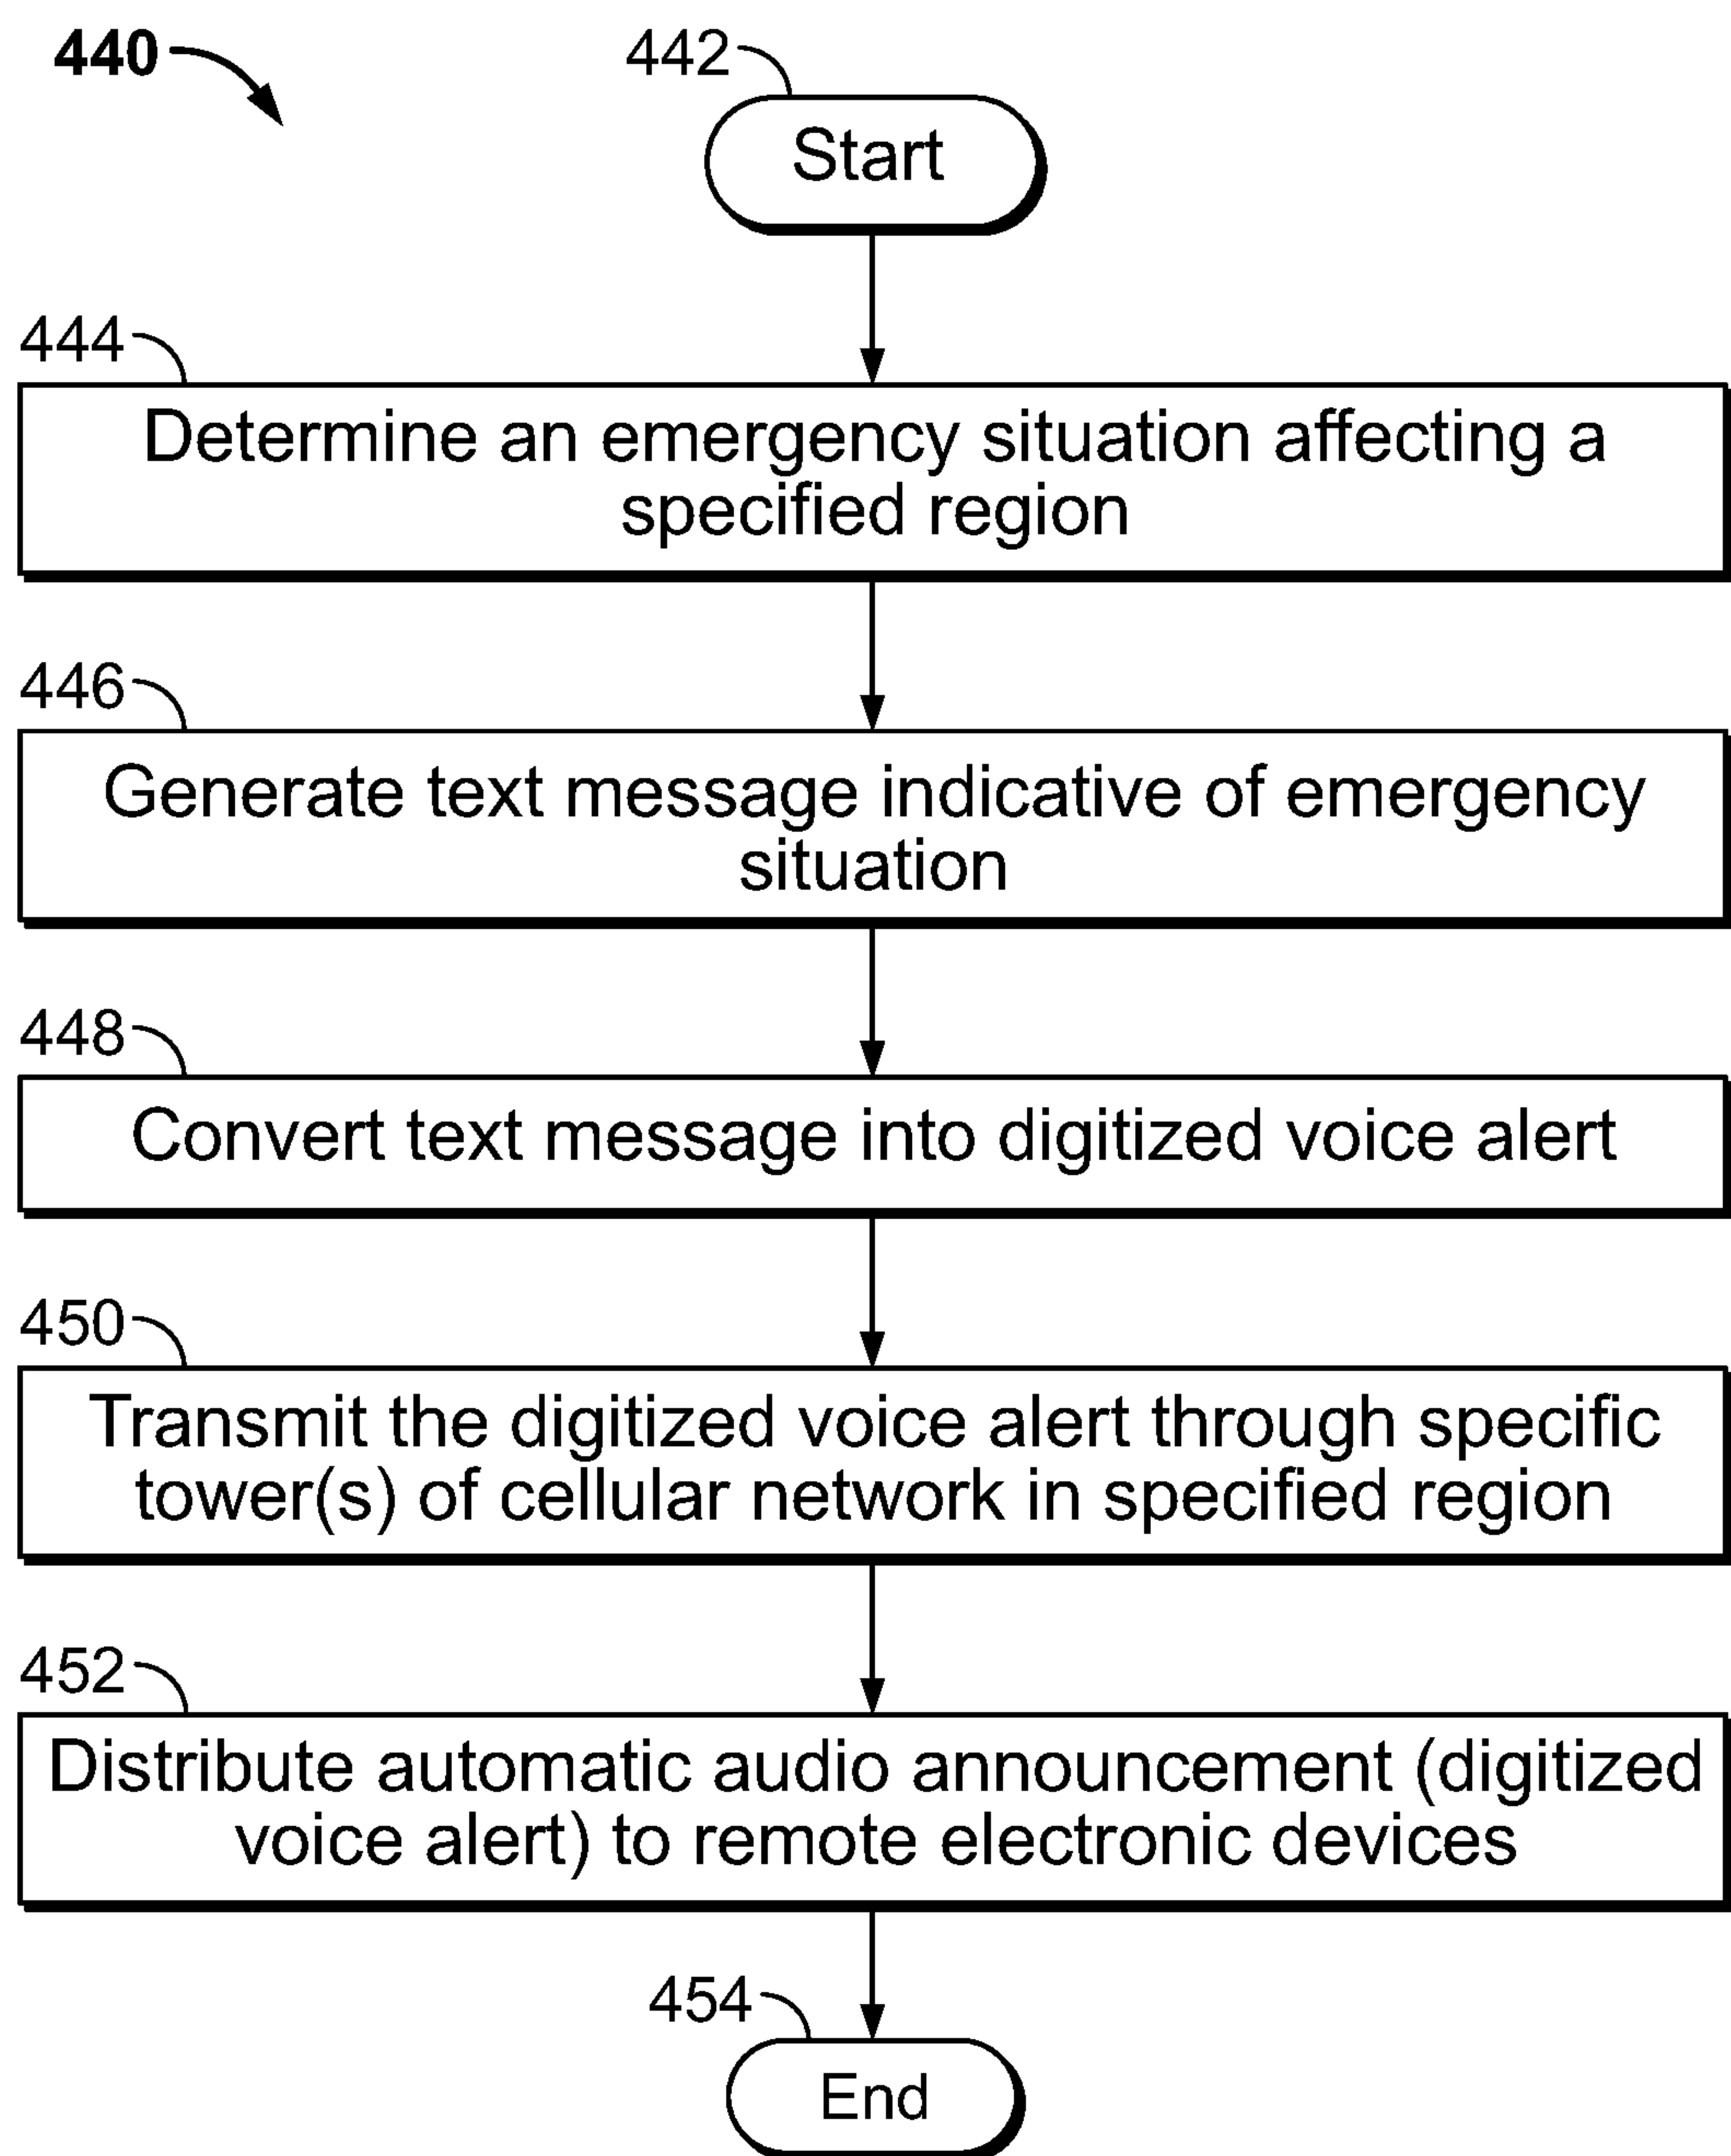 440
442
Start
444
Determine an emergency situation affecting a
specified region
446
Generate text message indicative of emergency
situation
448
Convert text message into digitized voice alert
450
Transmit the digitized voice alert through specific
tower(s) of cellular network in specified region
452
Distribute automatic audio announcement (digitized
voice alert) to remote electronic devices
454
End